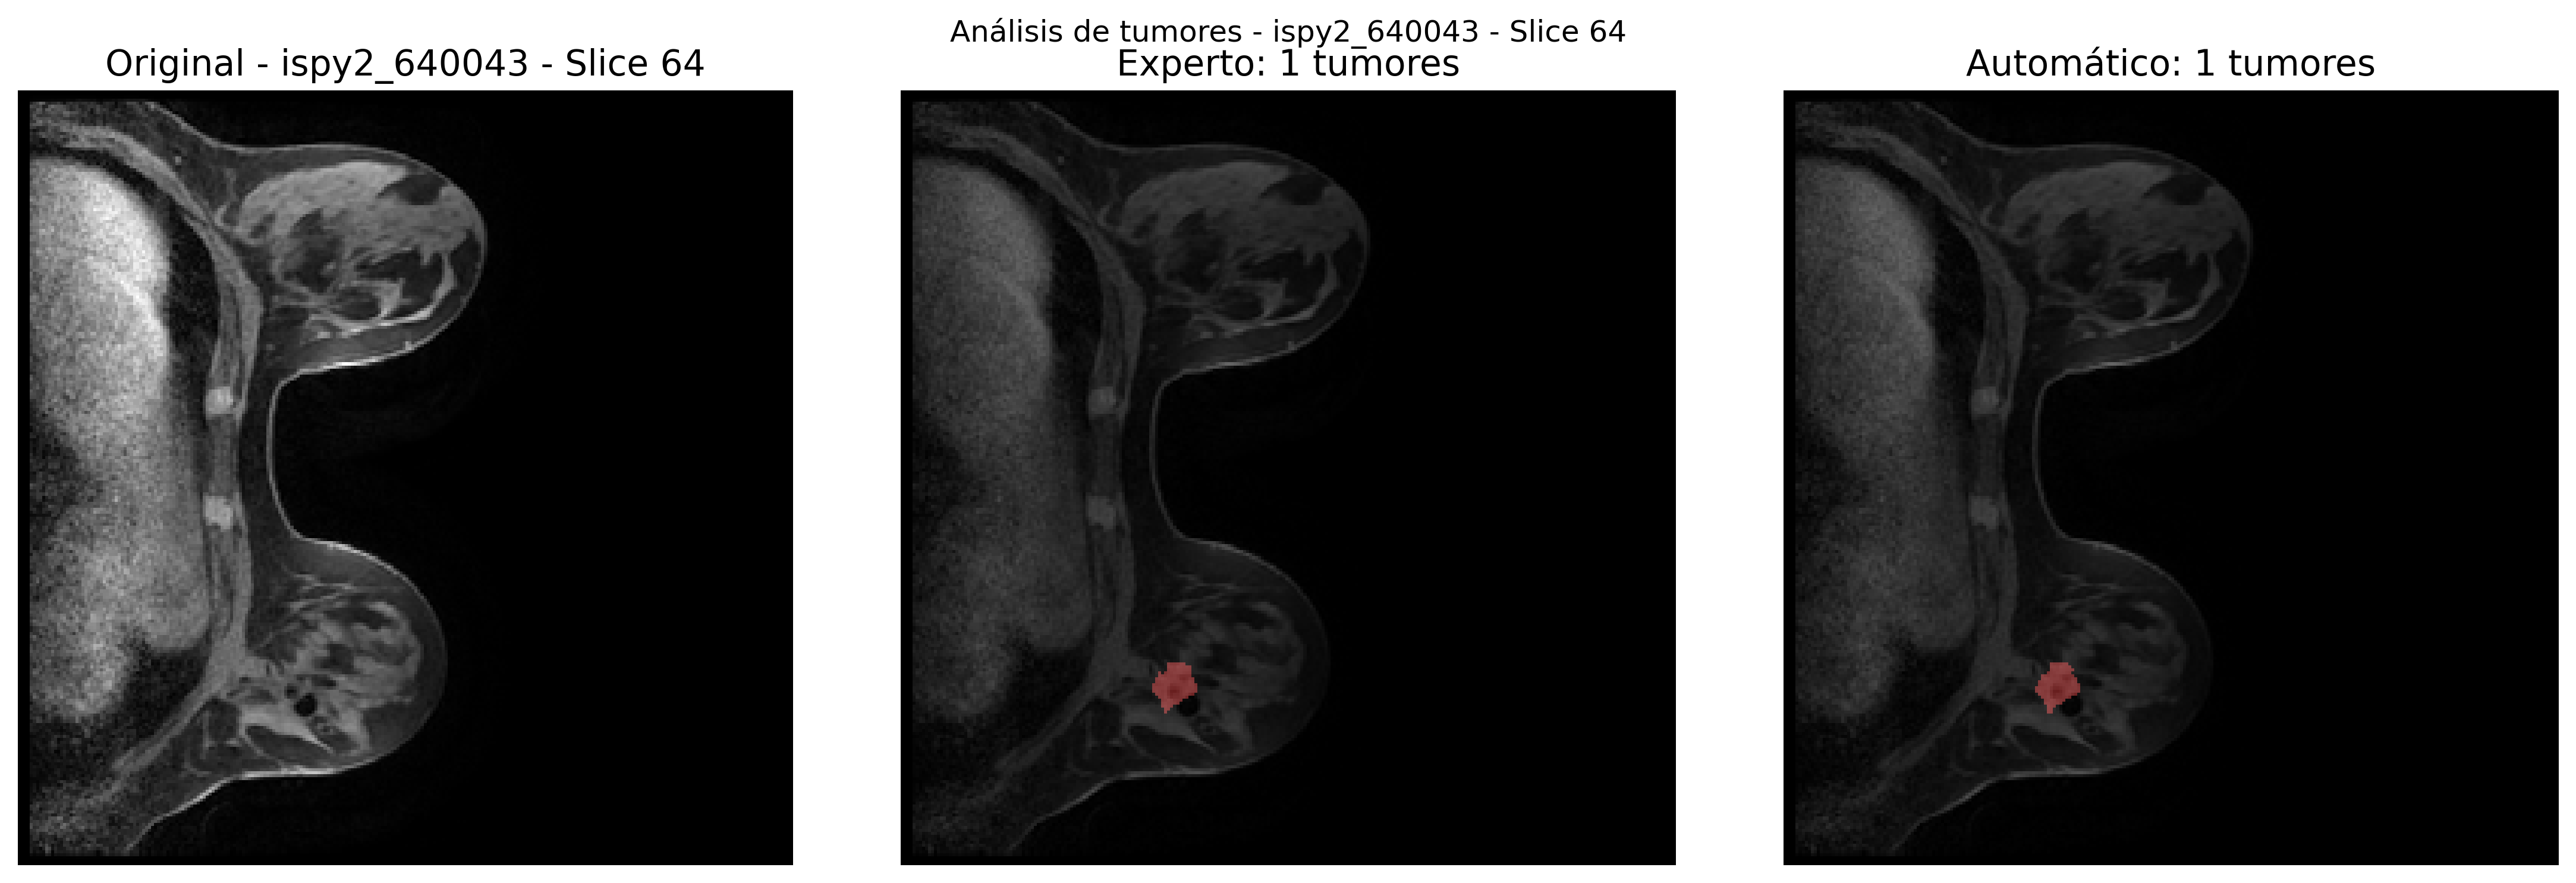 Análisis de tumores - ispy2_640043 - Slice 64
Original - ispy2_640043 - Slice 64
Experto: 1 tumores
Automático: 1 tumores